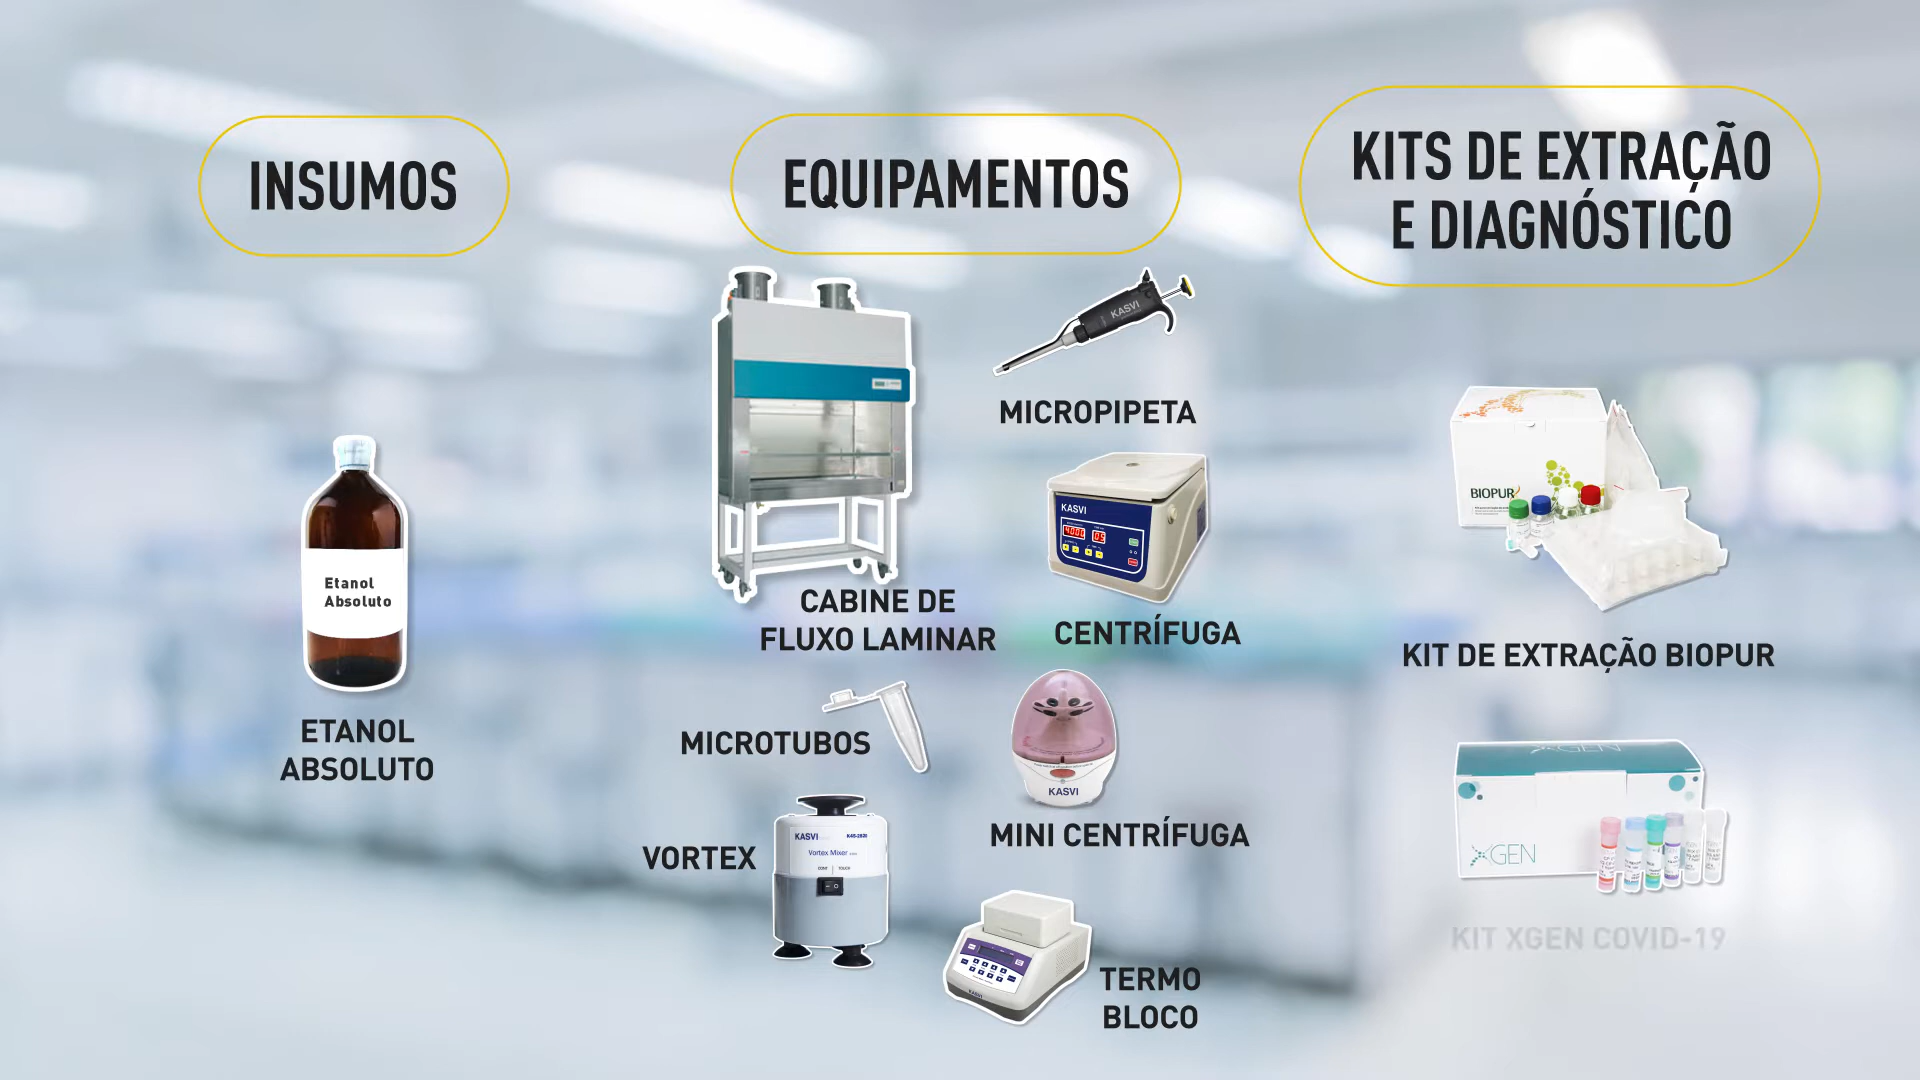 INSUMOS
EQUIPAMENTOS
KITS DE EXTRAÇÃO
E DIAGNÓSTICO
Etanol
Absoluto
ETANOL
ABSOLUTO
KASVI
MICROPIPETA
CABINE DE
FLUXO LAMINAR
KASVI
CENTRÍFUGA
MICROTUBOS
KASVI
MINI CENTRÍFUGA
VORTEX
KASVI
Vortex Mixer
TERMO
BLOCO
KASVI
BIOPUR
KIT DE EXTRAÇÃO BIOPUR
XGEN
XGEN
KIT XGEN COVID-19